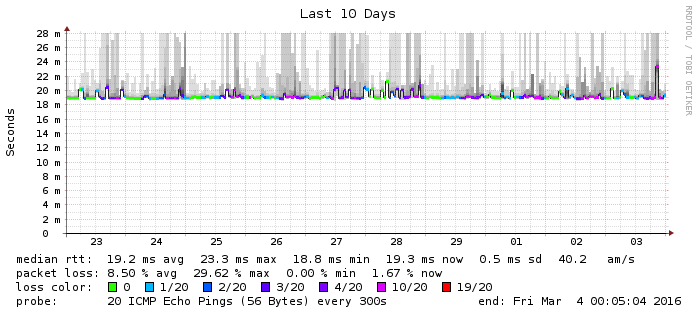 Last 10 Days
RRDTOOL / TOBI OETIKER
Seconds
28 m
26 m
24 m
22 m
20 m
18 m
16 m
14 m
12 m
10 m
8 m
6 m
4 m
2 m
0
23 24 25 26 27 28 29 01 02 03
median rtt: 19.2 ms avg 23.3 ms max 18.8 ms min 19.3 ms now 0.5 ms sd 40.2 am/s
packet loss: 8.50 % avg 29.62 % max 0.00 % min 1.67 % now
loss color: 0 1/20 2/20 3/20 4/20 10/20 19/20
probe: 20 ICMP Echo Pings (56 Bytes) every 300s end: Fri Mar 4 00:05:04 2016